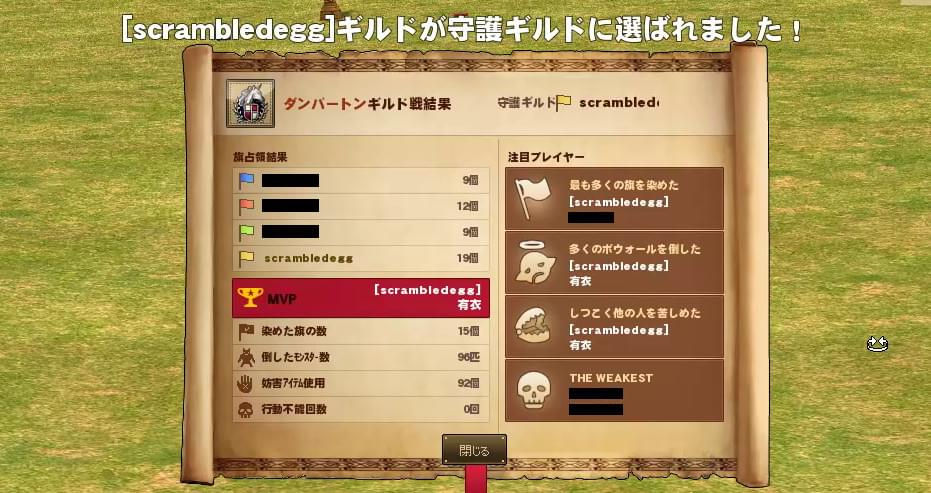 [scrambledegg]ギルドが守護ギルドに選ばれました！
ダンバートンギルド戦結果
守護ギルド scramblede
旗占領結果
9個
12個
9個
scrambledegg 19個
MVP [scrambledegg]
有衣
染めた旗の数 15個
倒したモンスター数 96匹
妨害アイテム使用 92個
行動不能回数 0回
注目プレイヤー
最も多くの旗を染めた
[scrambledegg]
多くのボウォールを倒した
[scrambledegg]
有衣
しつこく他の人を苦しめた
[scrambledegg]
有衣
THE WEAKEST
閉じる